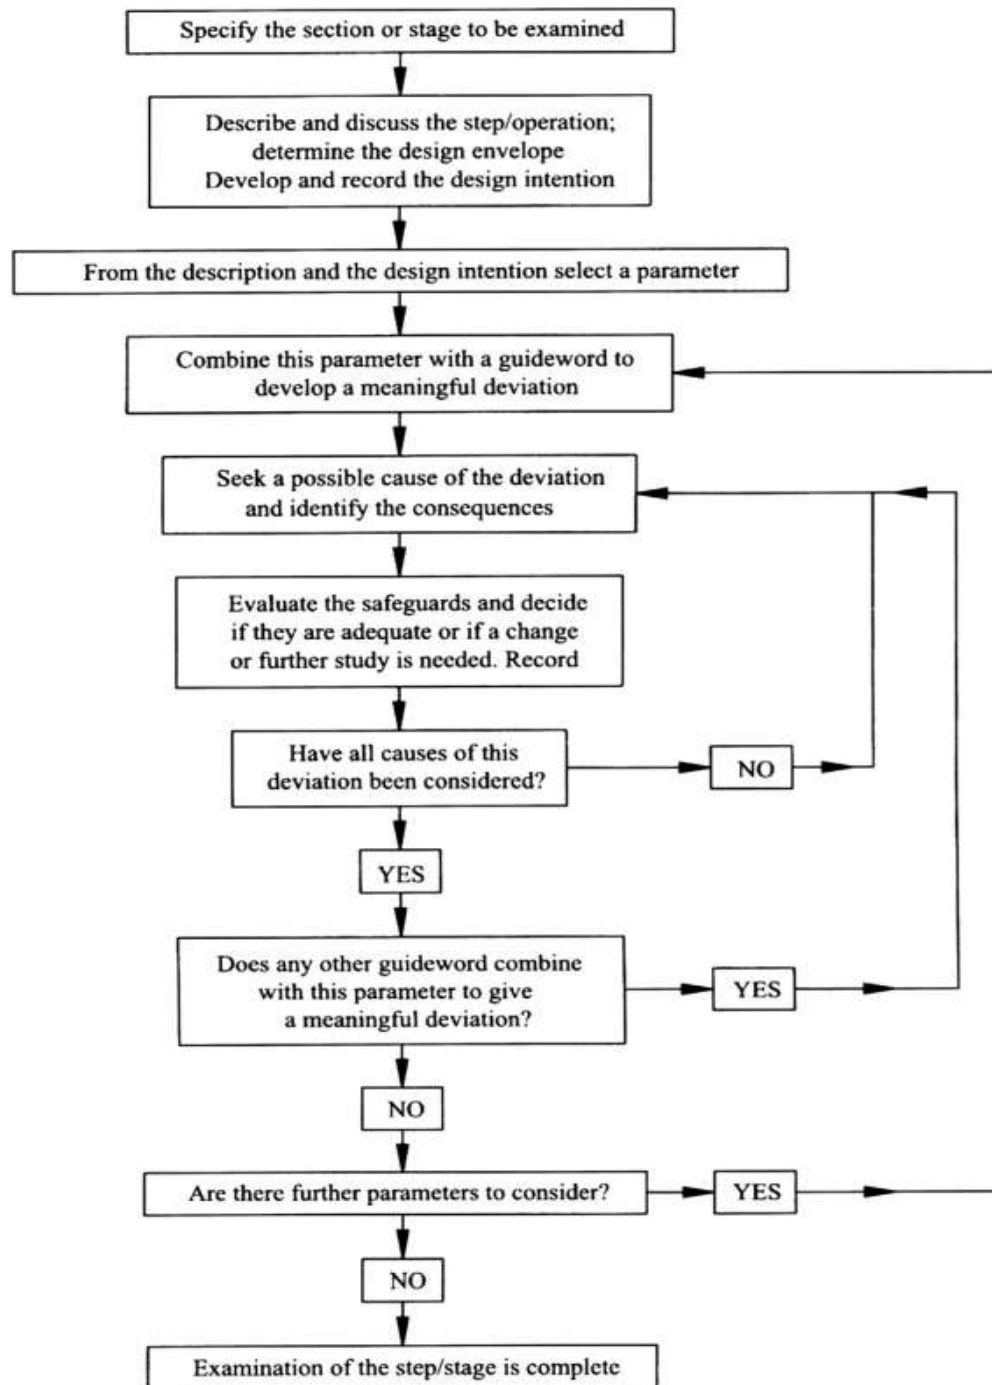 Specify the section or stage to be examined
Describe and discuss the step/operation;
determine the design envelope
Develop and record the design intention
From the description and the design intention select a parameter
Combine this parameter with a guideword to
develop a meaningful deviation
Seek a possible cause of the deviation
and identify the consequences
Evaluate the safeguards and decide
if they are adequate or if a change
or further study is needed. Record
Have all causes of this
deviation been considered?
NO
YES
Does any other guideword combine
with this parameter to give
a meaningful deviation?
YES
NO
Are there further parameters to consider?
YES
NO
Examination of the step/stage is complete